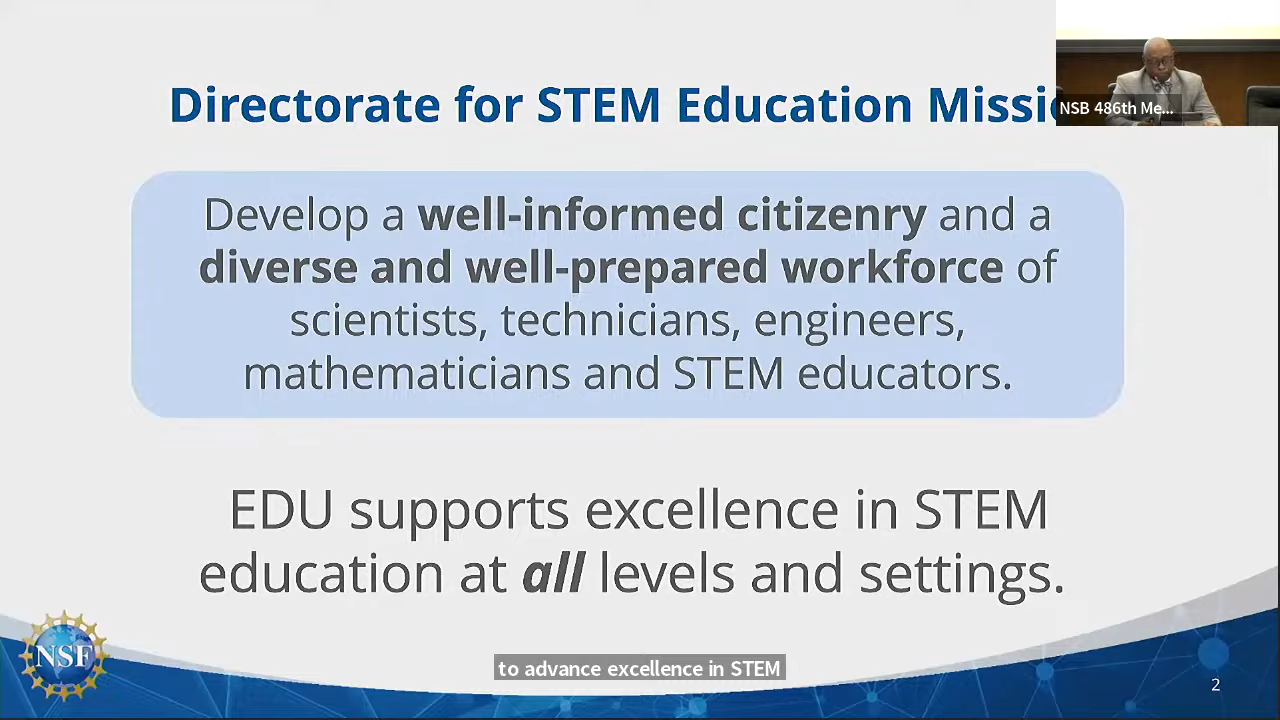 Directorate for STEM Education Missio
NSB 486th Me...
Develop a well-informed citizenry and a
diverse and well-prepared workforce of
scientists, technicians, engineers,
mathematicians and STEM educators.
EDU supports excellence in STEM
education at all levels and settings.
NSF
to advance excellence in STEM
2